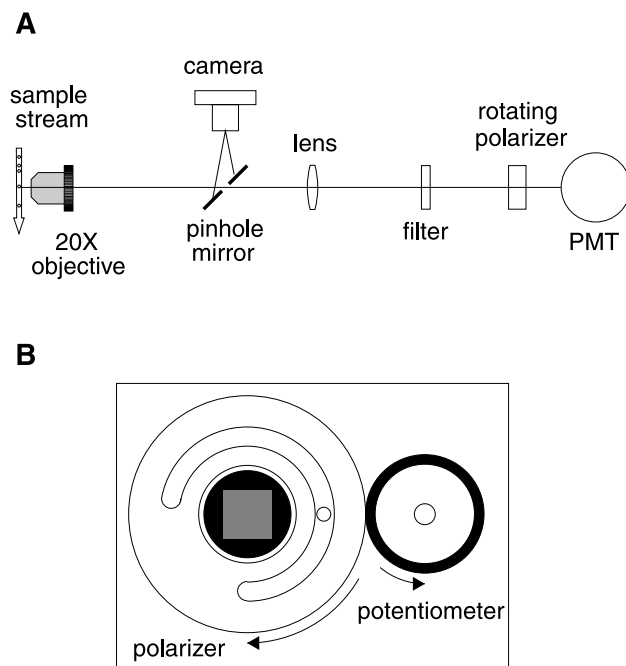 A
camera
sample
stream
lens
rotating
polarizer
20X
objective
pinhole
mirror
filter
PMT
B
potentiometer
polarizer